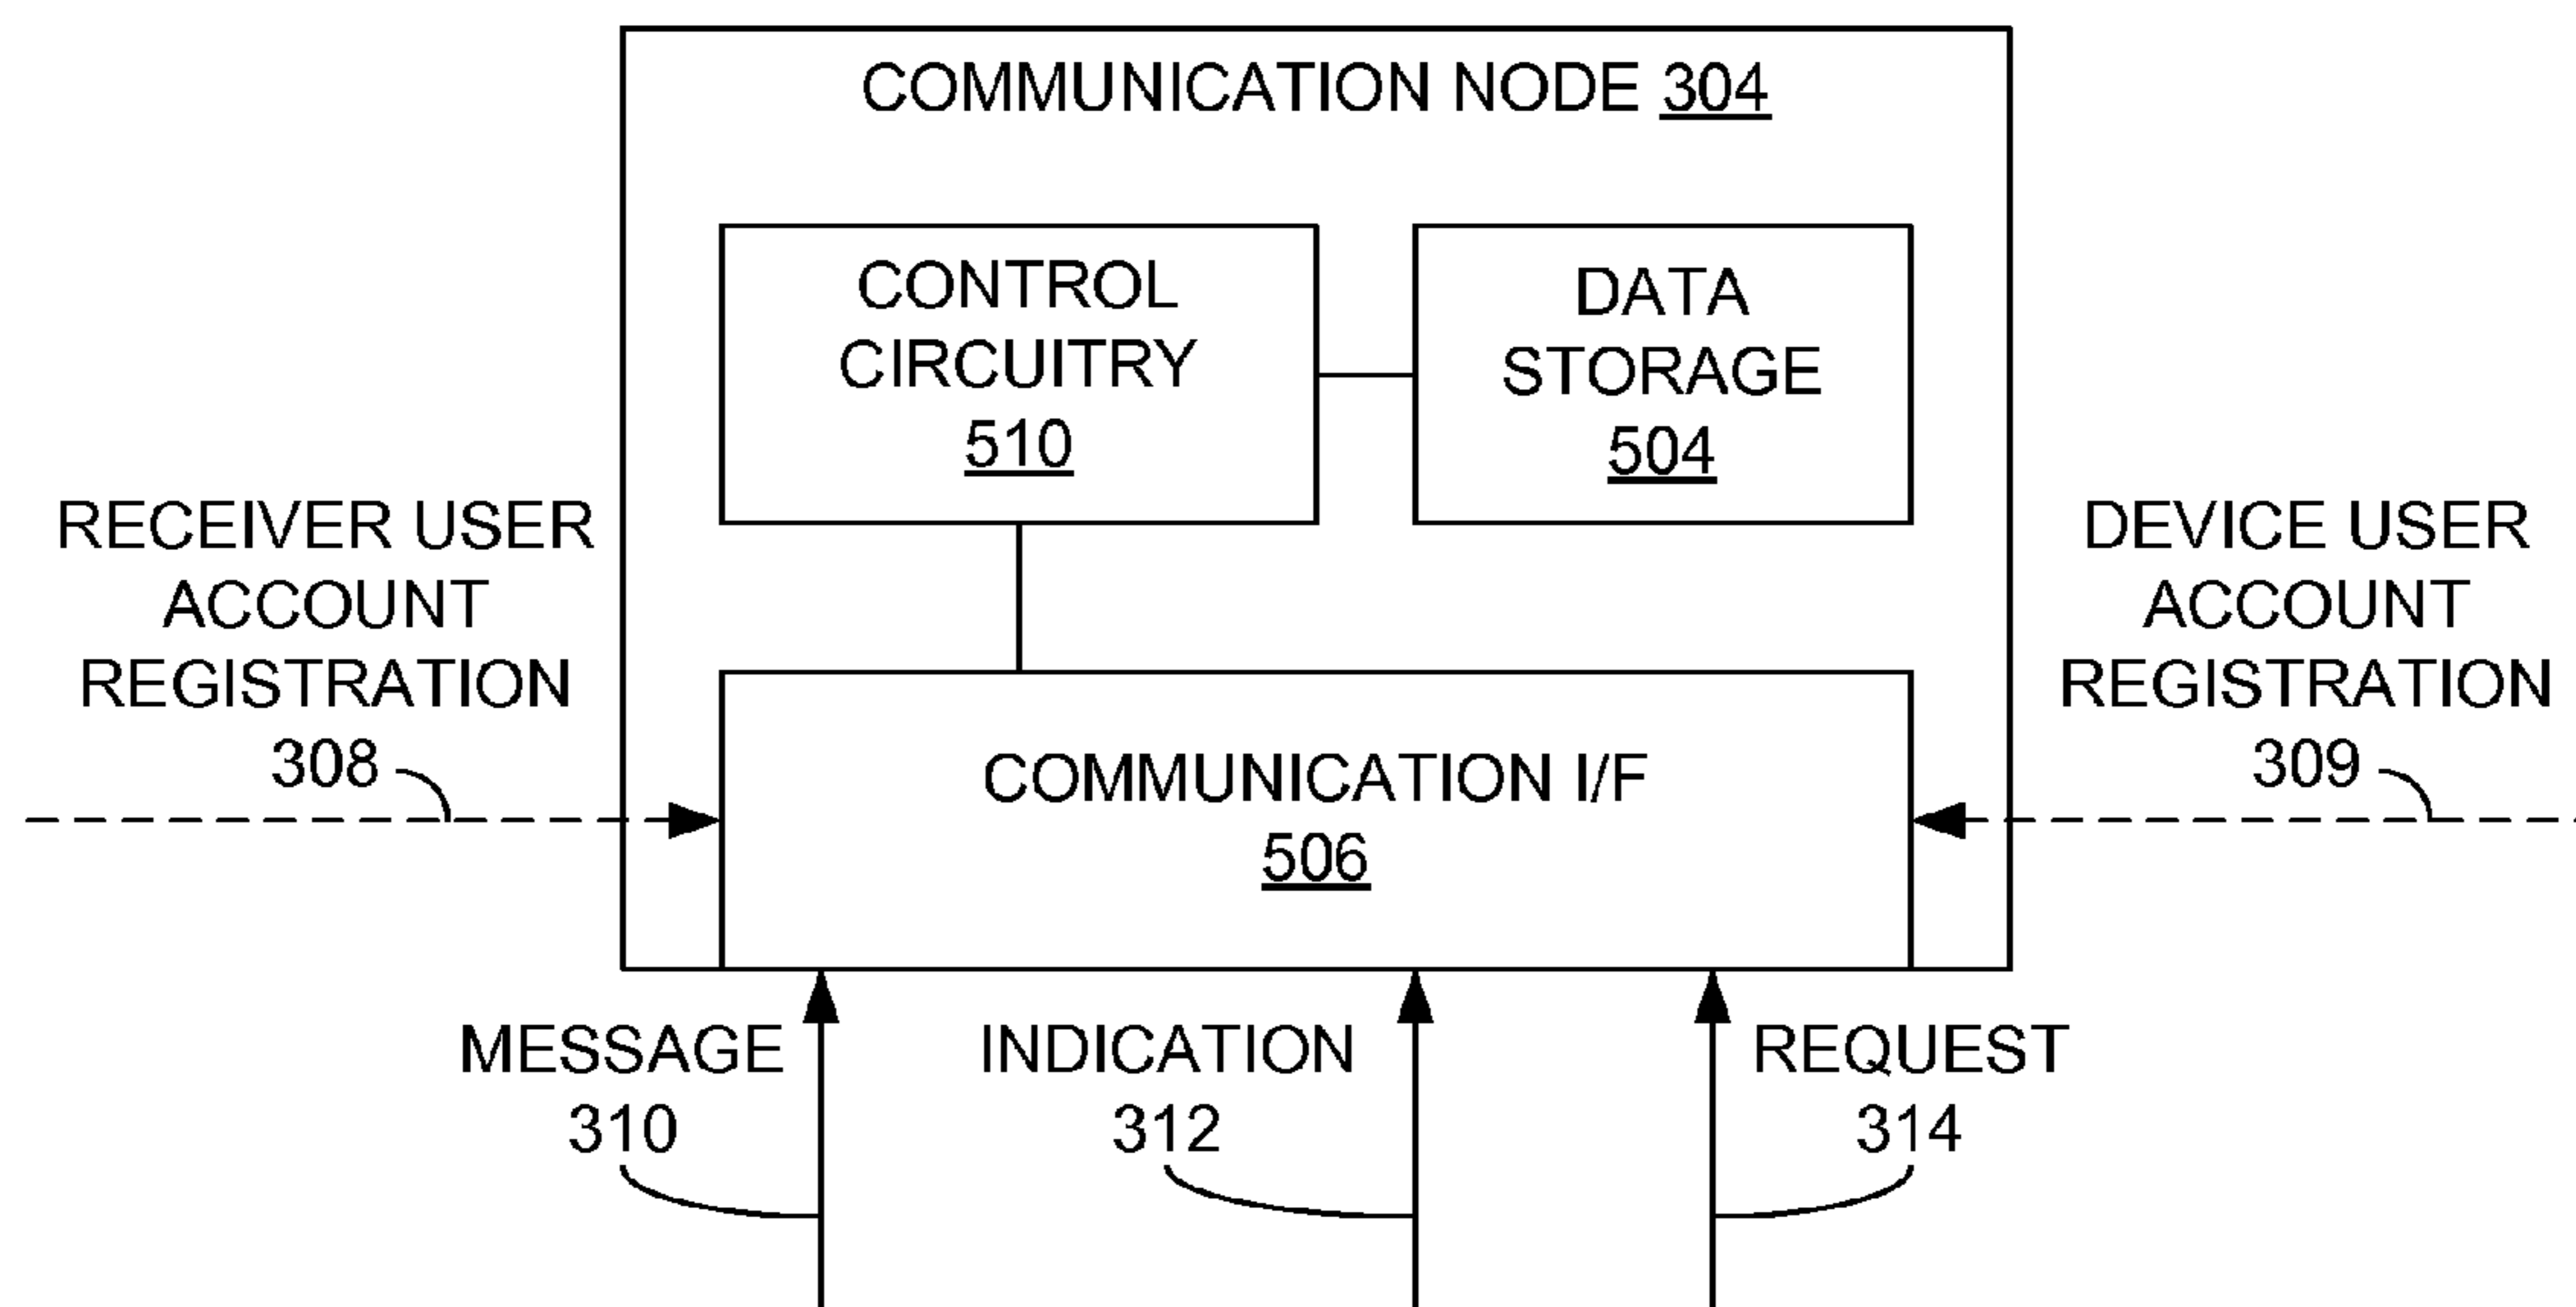 COMMUNICATION NODE 304
CONTROL
CIRCUITRY
510
DATA
STORAGE
504
RECEIVER USER
ACCOUNT
REGISTRATION
308
DEVICE USER
ACCOUNT
REGISTRATION
309
COMMUNICATION I/F
506
MESSAGE
310
INDICATION
312
REQUEST
314